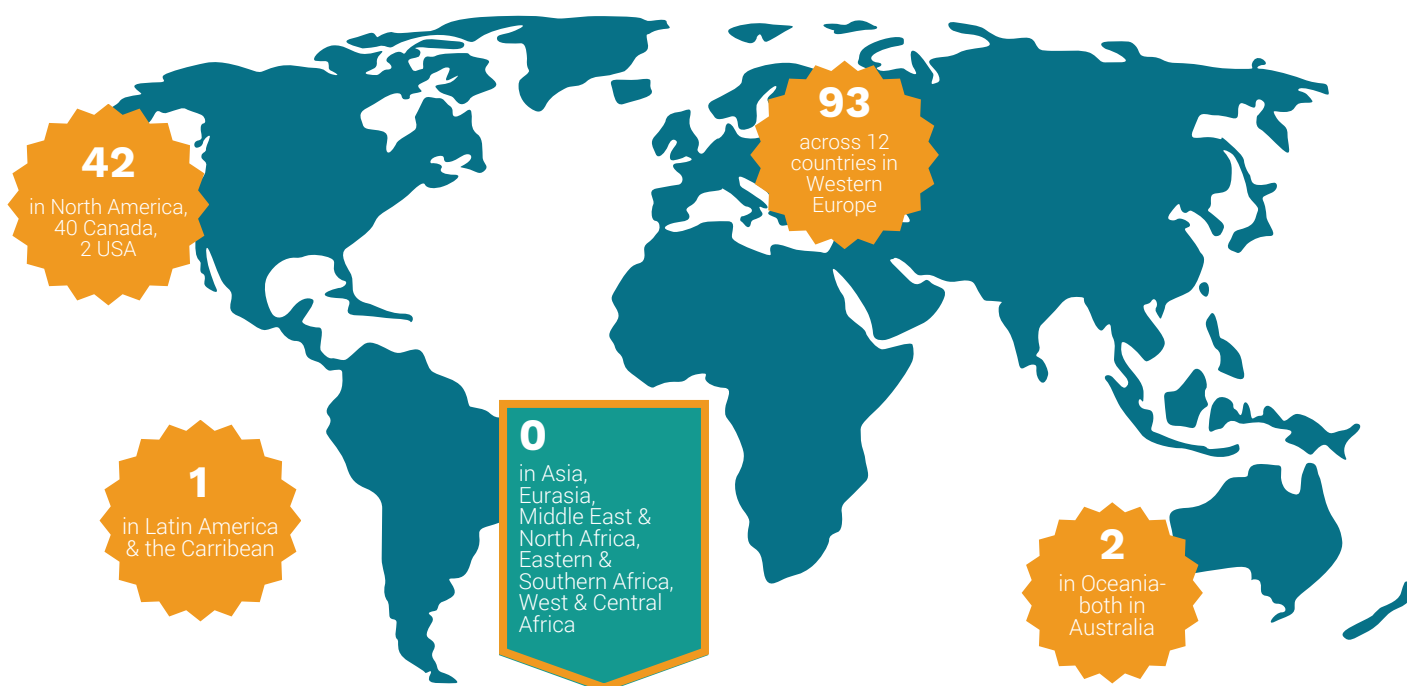 42
in North America,
40 Canada,
2 USA
93
across 12
countries in
Western
Europe
1
in Latin America
& the Carribean
0
in Asia,
Eurasia,
Middle East &
North Africa,
Eastern &
Southern Africa,
West & Central
Africa
2
in Oceania-
both in
Australia